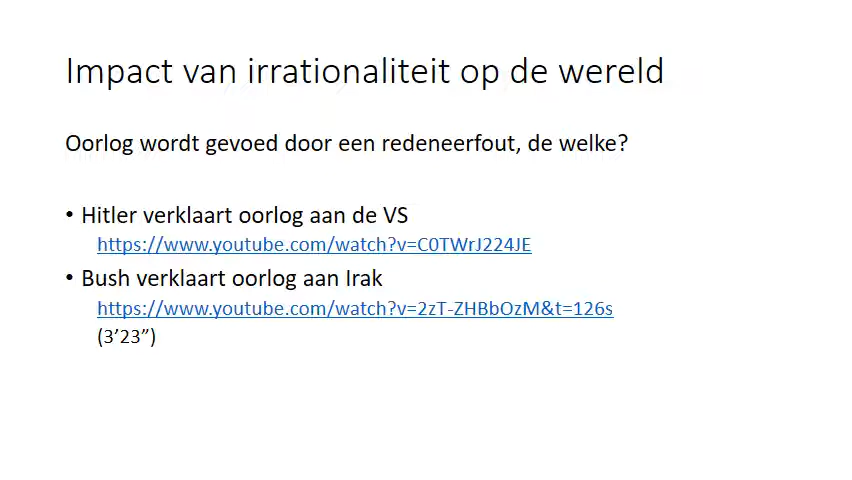 Impact van irrationaliteit op de wereld
Oorlog wordt gevoed door een redeneerfout, de welke?
• Hitler verklaart oorlog aan de VS
https://www.youtube.com/watch?v=C0TWrJ224JE
• Bush verklaart oorlog aan Irak
https://www.youtube.com/watch?v=2zT-ZHBbOzM&t=126s
(3’23”)